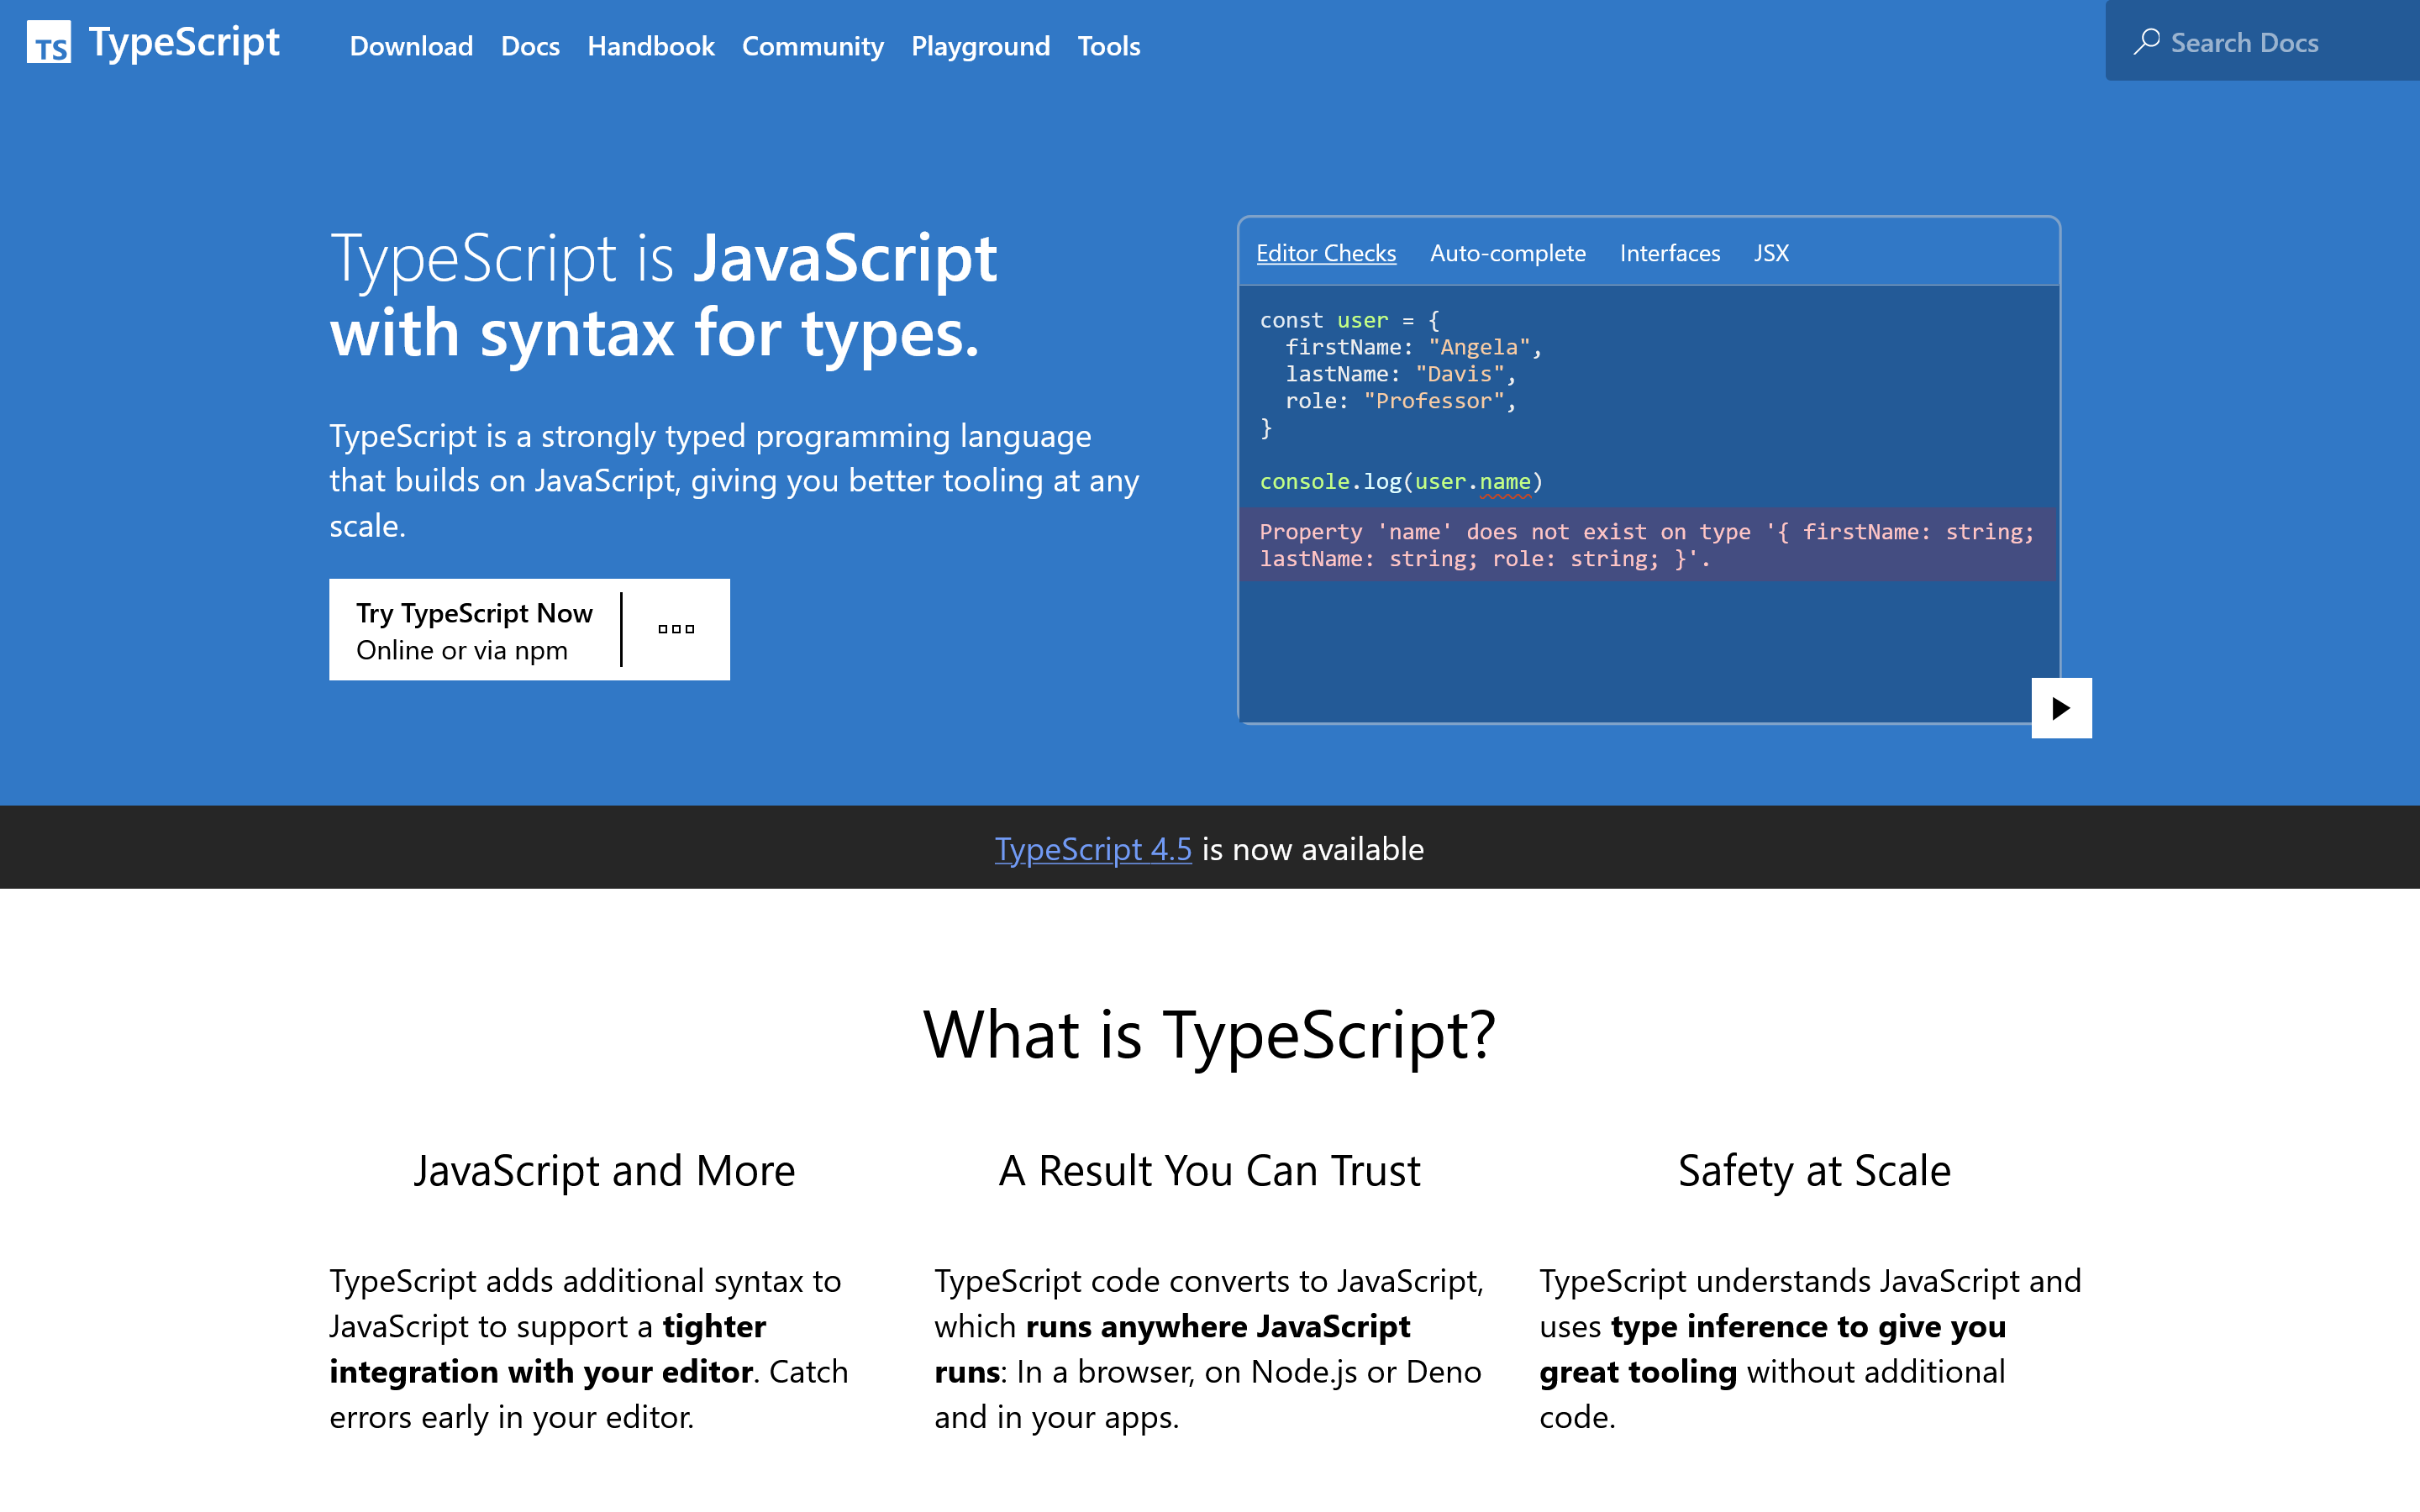 TS TypeScript Download Docs Handbook Community Playground Tools Search Docs
TypeScript is JavaScript
with syntax for types.
TypeScript is a strongly typed programming language
that builds on JavaScript, giving you better tooling at any
scale.
Try TypeScript Now
Online or via npm
Editor Checks Auto-complete Interfaces JSX
const user = {
  firstName: "Angela",
  lastName: "Davis",
  role: "Professor",
}
console.log(user.name)
Property 'name' does not exist on type '{ firstName: string;
lastName: string; role: string; }'.
TypeScript 4.5 is now available
What is TypeScript?
JavaScript and More
TypeScript adds additional syntax to
JavaScript to support a tighter
integration with your editor. Catch
errors early in your editor.
A Result You Can Trust
TypeScript code converts to JavaScript,
which runs anywhere JavaScript
runs: In a browser, on Node.js or Deno
and in your apps.
Safety at Scale
TypeScript understands JavaScript and
uses type inference to give you
great tooling without additional
code.